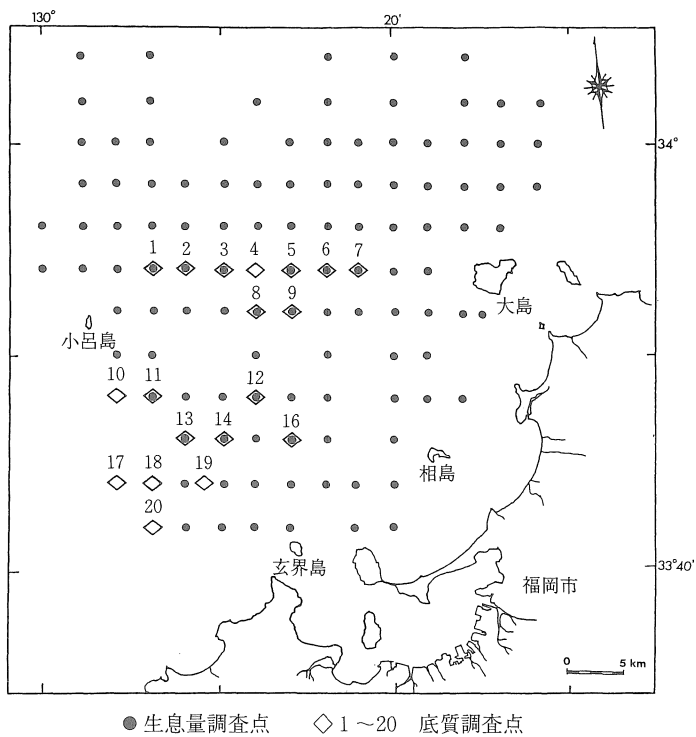 130° 20'
34°
1 2 3 4 5 6 7
8 9
大島
小呂島
10 11 12
13 14 16
相島
17 18 19
20
玄界島
33°40'
福岡市
0 5 km
●生息量調査点 ◇1～20 底質調査点